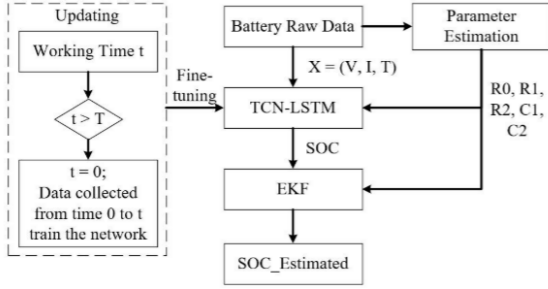 Updating
Working Time t
t > T
t = 0;
Data collected
from time 0 to t
train the network
Fine-
tuning
Battery Raw Data
X = (V, I, T)
TCN-LSTM
SOC
EKF
SOC_Estimated
Parameter
Estimation
R0, R1,
R2, C1,
C2